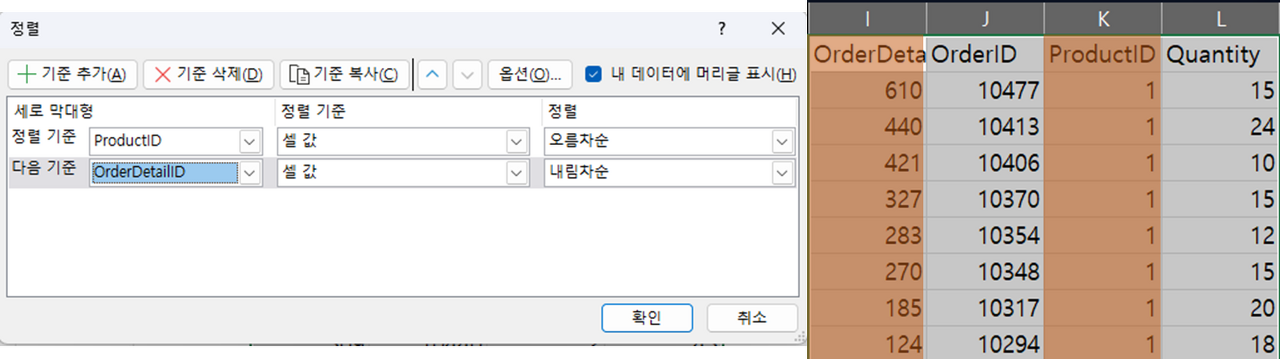 정렬
?
기준 추가(A) 기준 삭제(D) 기준 복사(C) 옵션(O)... 내 데이터에 머리글 표시(H)
세로 막대형 정렬 기준 정렬
정렬 기준 ProductID 셀 값 오름차순
다음 기준 OrderDetailID 셀 값 내림차순
확인 취소
I J K L
OrderDeta OrderID ProductID Quantity
610 10477 1 15
440 10413 1 24
421 10406 1 10
327 10370 1 15
283 10354 1 12
270 10348 1 15
185 10317 1 20
124 10294 1 18